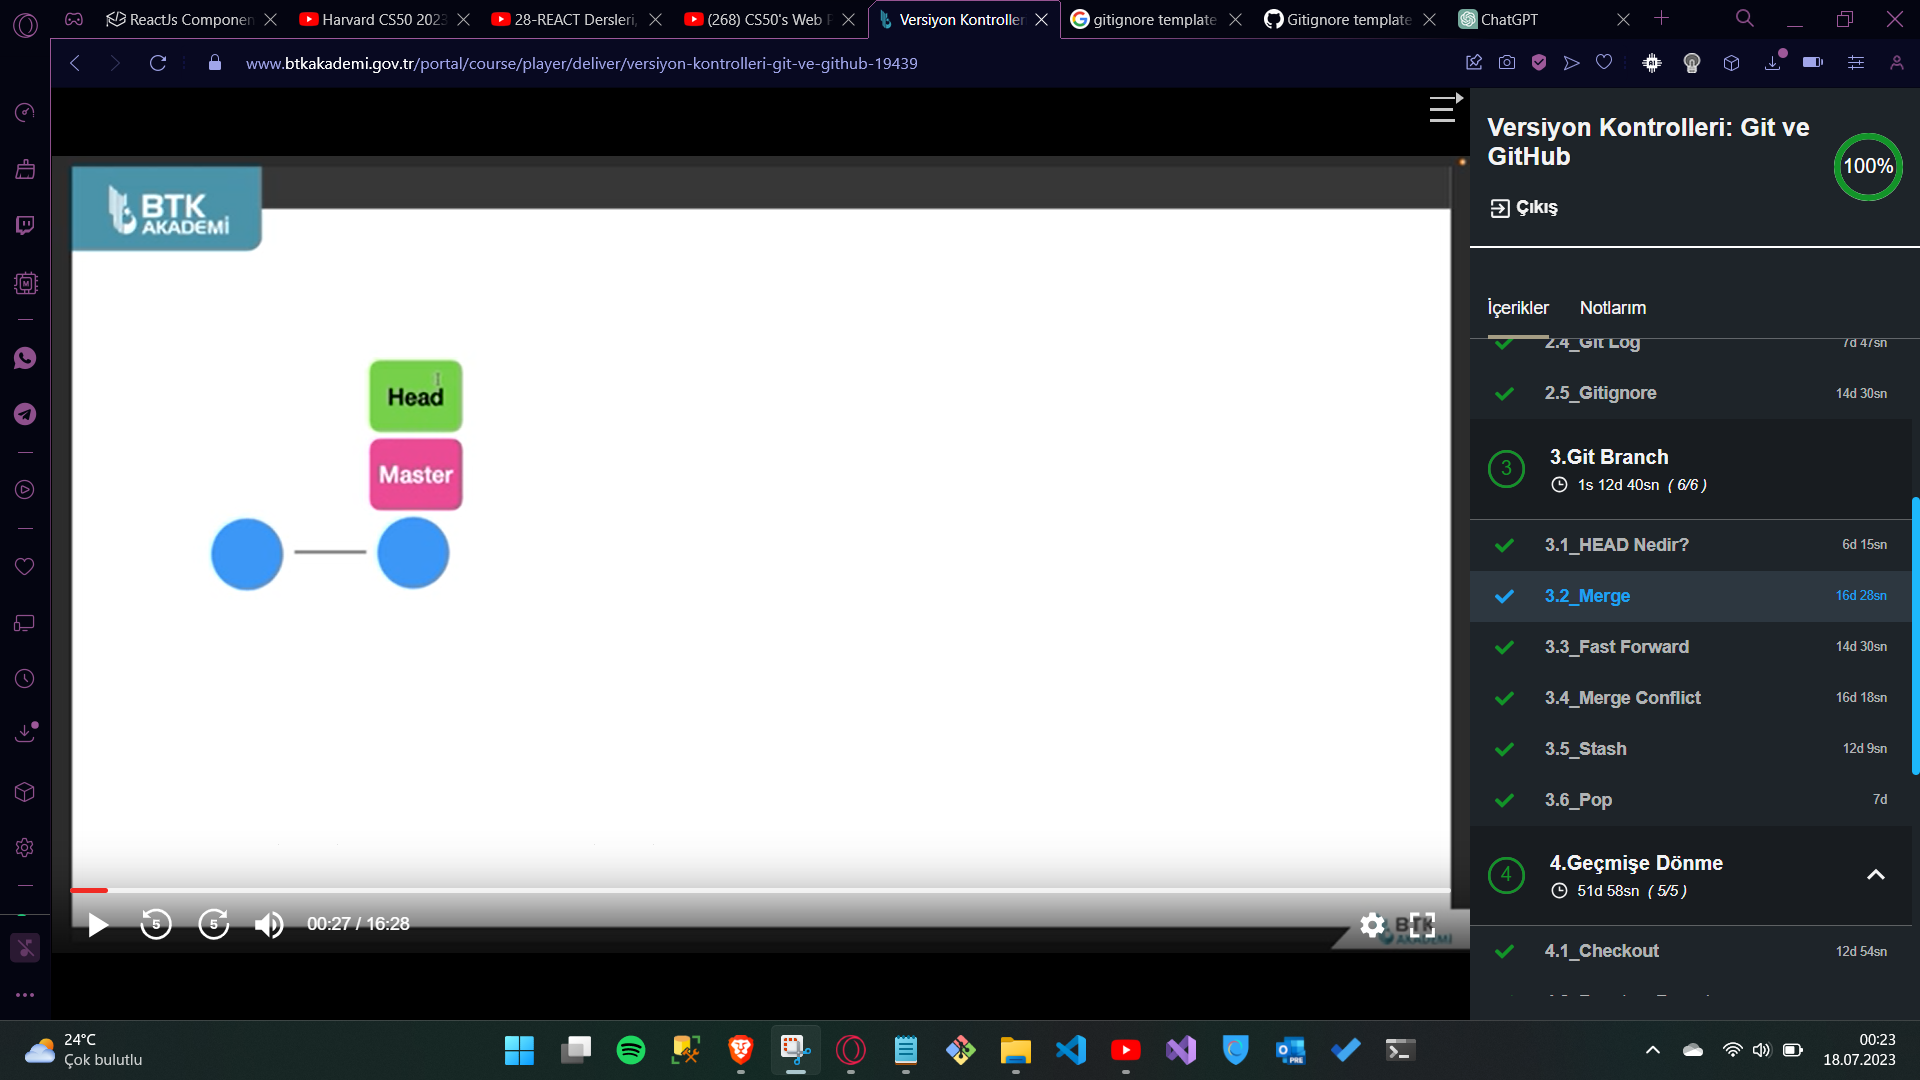 ReactJs Componen
Harvard CS50 2023
28-REACT Dersleri,
(268) CS50's Web P
Versiyon Kontrolleri
gitignore template
Gitignore template
ChatGPT
www.btkakademi.gov.tr/portal/course/player/deliver/versiyon-kontrolleri-git-ve-github-19439
BTK
AKADEMİ
Head
Master
5
5
00:27 / 16:28
BTK
AKADEMİ
Versiyon Kontrolleri: Git ve
GitHub
100%
Çıkış
İçerikler
Notlarım
2.4_Git Log
7d 47sn
2.5_Gitignore
14d 30sn
3
3.Git Branch
1s 12d 40sn ( 6/6 )
3.1_HEAD Nedir?
6d 15sn
3.2_Merge
16d 28sn
3.3_Fast Forward
14d 30sn
3.4_Merge Conflict
16d 18sn
3.5_Stash
12d 9sn
3.6_Pop
7d
4
4.Geçmişe Dönme
51d 58sn ( 5/5 )
4.1_Checkout
12d 54sn
24°C
Çok bulutlu
PRE
00:23
18.07.2023